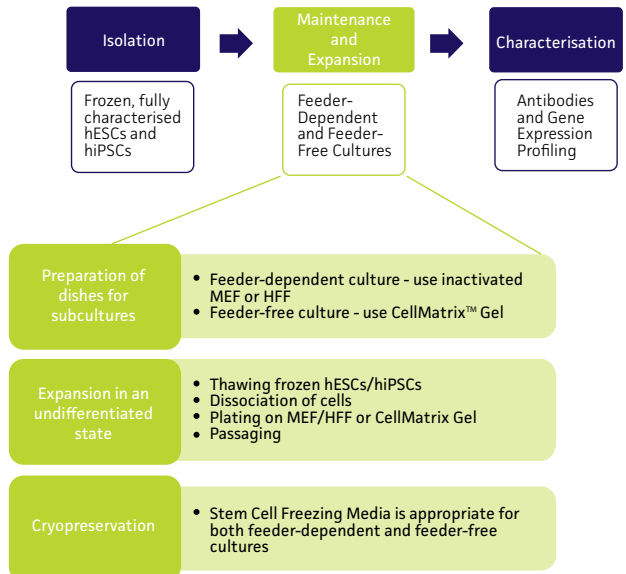 Isolation
Maintenance
and
Expansion
Characterisation
Frozen, fully
characterised
hESCs and
hiPSCs
Feeder-
Dependent
and Feeder-
Free Cultures
Antibodies
and Gene
Expression
Profiling
Preparation of
dishes for
subcultures
• Feeder-dependent culture - use inactivated
MEF or HFF
• Feeder-free culture - use CellMatrix™ Gel
Expansion in an
undifferentiated
state
• Thawing frozen hESCs/hiPSCs
• Dissociation of cells
• Plating on MEF/HFF or CellMatrix Gel
• Passaging
Cryopreservation
• Stem Cell Freezing Media is appropriate for
both feeder-dependent and feeder-free
cultures